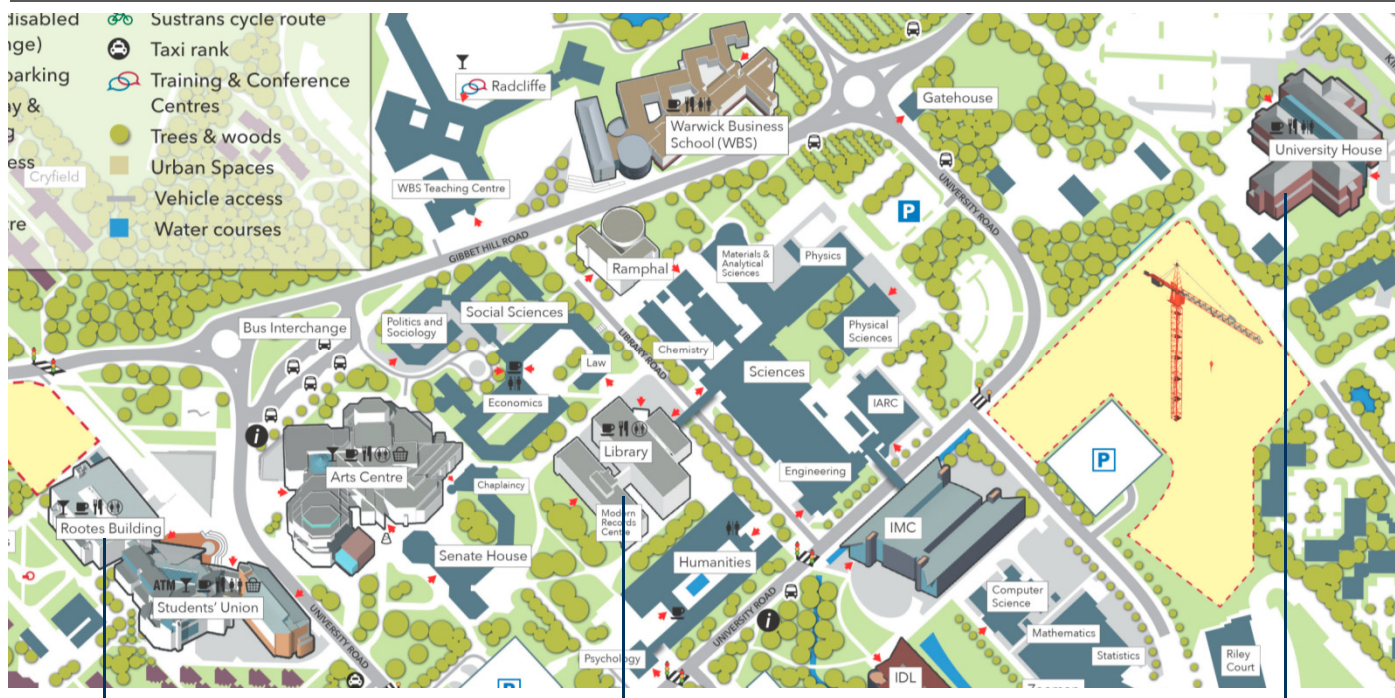 disabled
Sustrans cycle route
nge)
Taxi rank
parking
Training & Conference
Centres
ay &
Trees & woods
Urban Spaces
Cryfield
Vehicle access
Water courses
Radcliffe
WBS Teaching Centre
Warwick Business
School (WBS)
Gatehouse
University House
UNIVERSITY ROAD
P
GIBBET HILL ROAD
Ramphal
Materials &
Analytical
Sciences
Physics
Physical
Sciences
Social Sciences
Politics and
Sociology
Bus Interchange
LIBRARY ROAD
Chemistry
Law
Sciences
Economics
IARC
i
Arts Centre
Library
Engineering
P
Chaplaincy
Modern
Records
Centre
Rootes Building
IMC
Senate House
Humanities
ATM
Students' Union
Computer
Science
Mathematics
Statistics
UNIVERSITY ROAD
UNIVERSITY ROAD
i
Psychology
Riley
Court
IDL
P